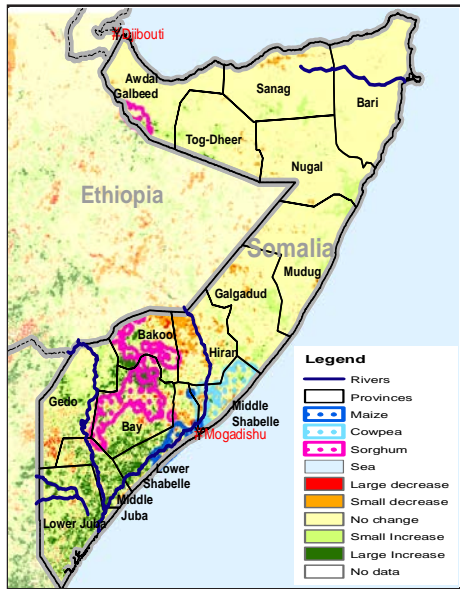 Djibouti
Awdal
Galbeed
Sanag
Bari
Tog-Dheer
Nugal
Ethiopia
Somalia
Mudug
Galgadud
Bakool
Hiran
Gedo
Bay
Middle
Shabelle
Mogadishu
Lower
Shabelle
Middle
Juba
Lower Juba
Legend
Rivers
Provinces
Maize
Cowpea
Sorghum
Sea
Large decrease
Small decrease
No change
Small Increase
Large Increase
No data